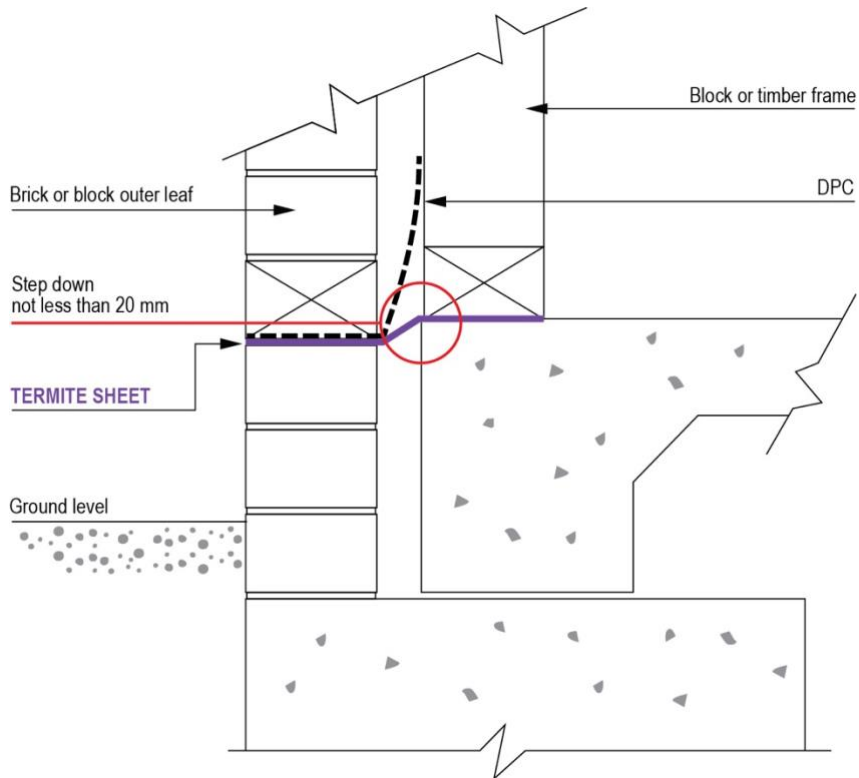 Block or timber frame
Brick or block outer leaf
DPC
Step down
not less than 20 mm
TERMITE SHEET
Ground level